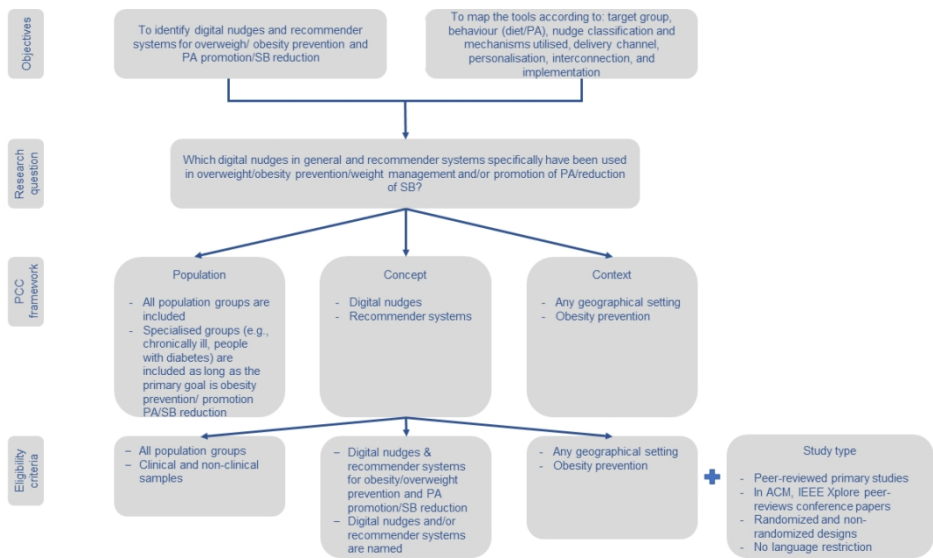 Objectives
To identify digital nudges and recommender
systems for overweigh/ obesity prevention and
PA promotion/SB reduction
To map the tools according to: target group,
behaviour (diet/PA), nudge classification and
mechanisms utilised, delivery channel,
personalisation, interconnection, and
implementation
Research
question
Which digital nudges in general and recommender systems specifically have been used
in overweight/obesity prevention/weight management and/or promotion of PA/reduction
of SB?
PCC
framework
Population
- All population groups are
included
- Specialised groups (e.g.,
chronically ill, people
with diabetes) are
included as long as the
primary goal is obesity
prevention/ promotion
PA/SB reduction
Concept
- Digital nudges
- Recommender systems
Context
- Any geographical setting
- Obesity prevention
Eligibility
criteria
– All population groups
– Clinical and non-clinical
samples
– Digital nudges &
recommender systems
for obesity/overweight
prevention and PA
promotion/SB reduction
– Digital nudges and/or
recommender systems
are named
- Any geographical setting
- Obesity prevention
Study type
- Peer-reviewed primary studies
- In ACM, IEEE Xplore peer-
reviews conference papers
- Randomized and non-
randomized designs
- No language restriction